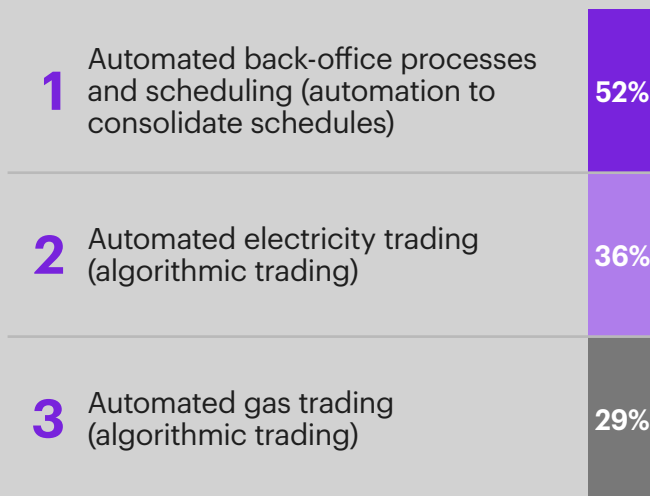 1
Automated back-office processes
and scheduling (automation to
consolidate schedules)
52%
2
Automated electricity trading
(algorithmic trading)
36%
3
Automated gas trading
(algorithmic trading)
29%